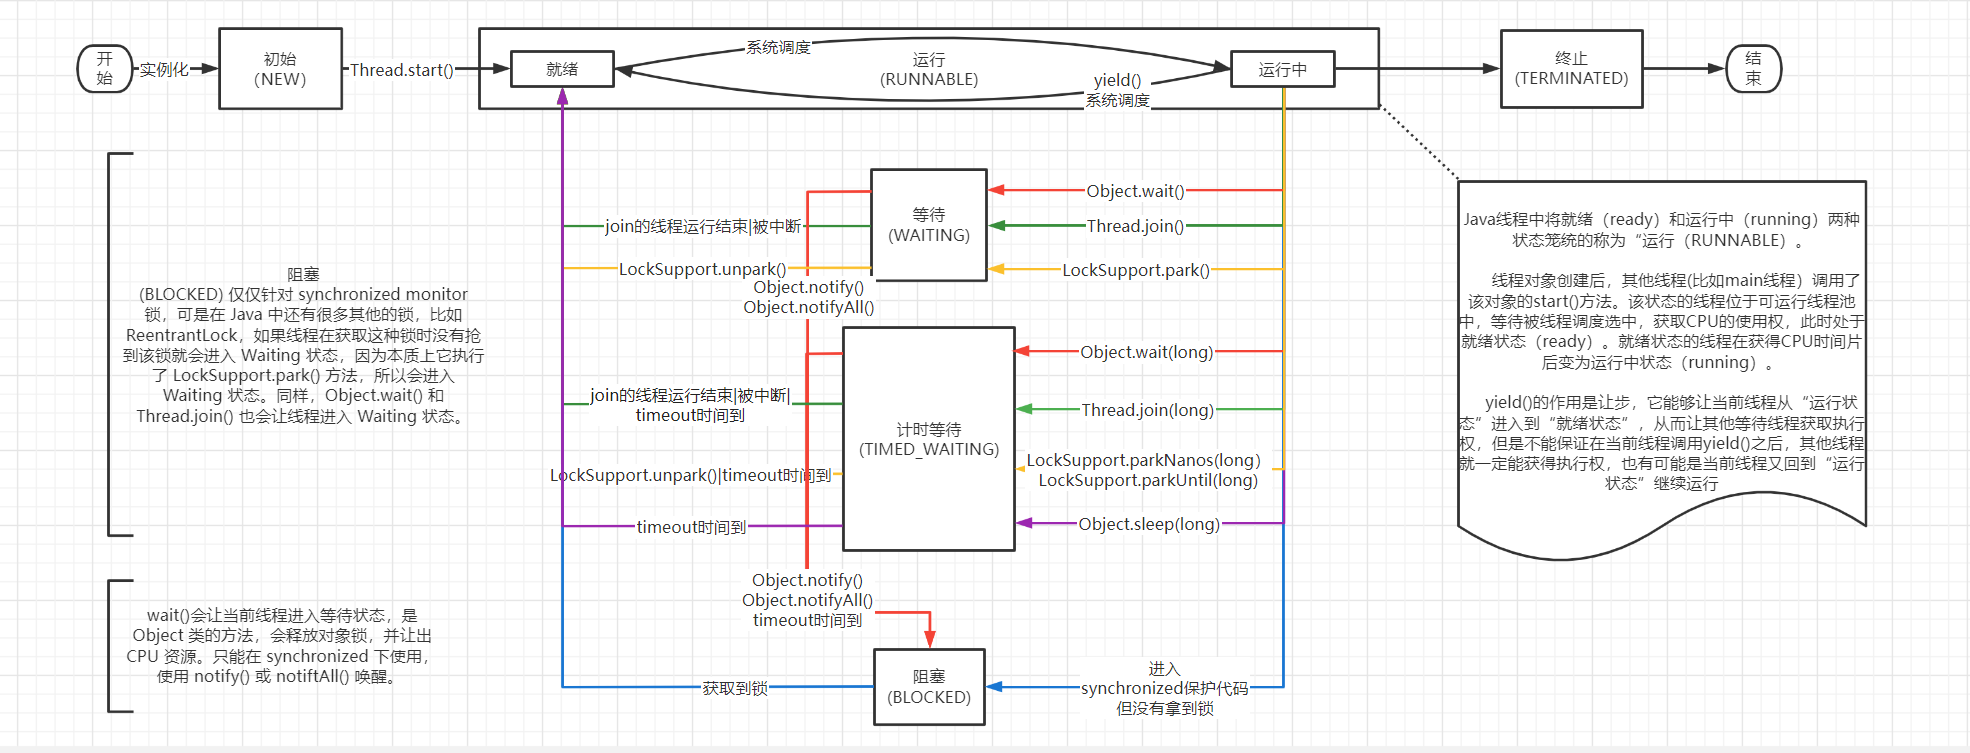 开
始
实例化
初始
(NEW)
Thread.start()
就绪
系统调度
运行
(RUNNABLE)
yield()
系统调度
运行中
终止
(TERMINATED)
结
束
阻塞
(BLOCKED) 仅仅针对 synchronized monitor
锁，可是在 Java 中还有很多其他的锁，比如
ReentrantLock，如果线程在获取这种锁时没有抢
到该锁就会进入 Waiting 状态，因为本质上它执行
了 LockSupport.park() 方法，所以会进入
Waiting 状态。同样，Object.wait() 和
Thread.join() 也会让线程进入 Waiting 状态。
wait()会让当前线程进入等待状态，是
Object 类的方法，会释放对象锁，并让出
CPU 资源。只能在 synchronized 下使用，
使用 notify() 或 notiftAll() 唤醒。
等待
(WAITING)
Object.wait()
Thread.join()
LockSupport.park()
join的线程运行结束|被中断
LockSupport.unpark()
Object.notify()
Object.notifyAll()
计时等待
(TIMED_WAITING)
Object.wait(long)
Thread.join(long)
LockSupport.parkNanos(long)
LockSupport.parkUntil(long)
Object.sleep(long)
join的线程运行结束|被中断|
timeout时间到
LockSupport.unpark()|timeout时间到
timeout时间到
Object.notify()
Object.notifyAll()
timeout时间到
阻塞
(BLOCKED)
获取到锁
进入
synchronized保护代码
但没有拿到锁
Java线程中将就绪（ready）和运行中（running）两种
状态笼统的称为“运行（RUNNABLE）。
线程对象创建后，其他线程(比如main线程）调用了
该对象的start()方法。该状态的线程位于可运行线程池
中，等待被线程调度选中，获取CPU的使用权，此时处于
就绪状态（ready）。就绪状态的线程在获得CPU时间片
后变为运行中状态（running）。
yield()的作用是让步，它能够让当前线程从“运行状
态”进入到“就绪状态”，从而让其他等待线程获取执行
权，但是不能保证在当前线程调用yield()之后，其他线程
就一定能获得执行权，也有可能是当前线程又回到“运行
状态”继续运行